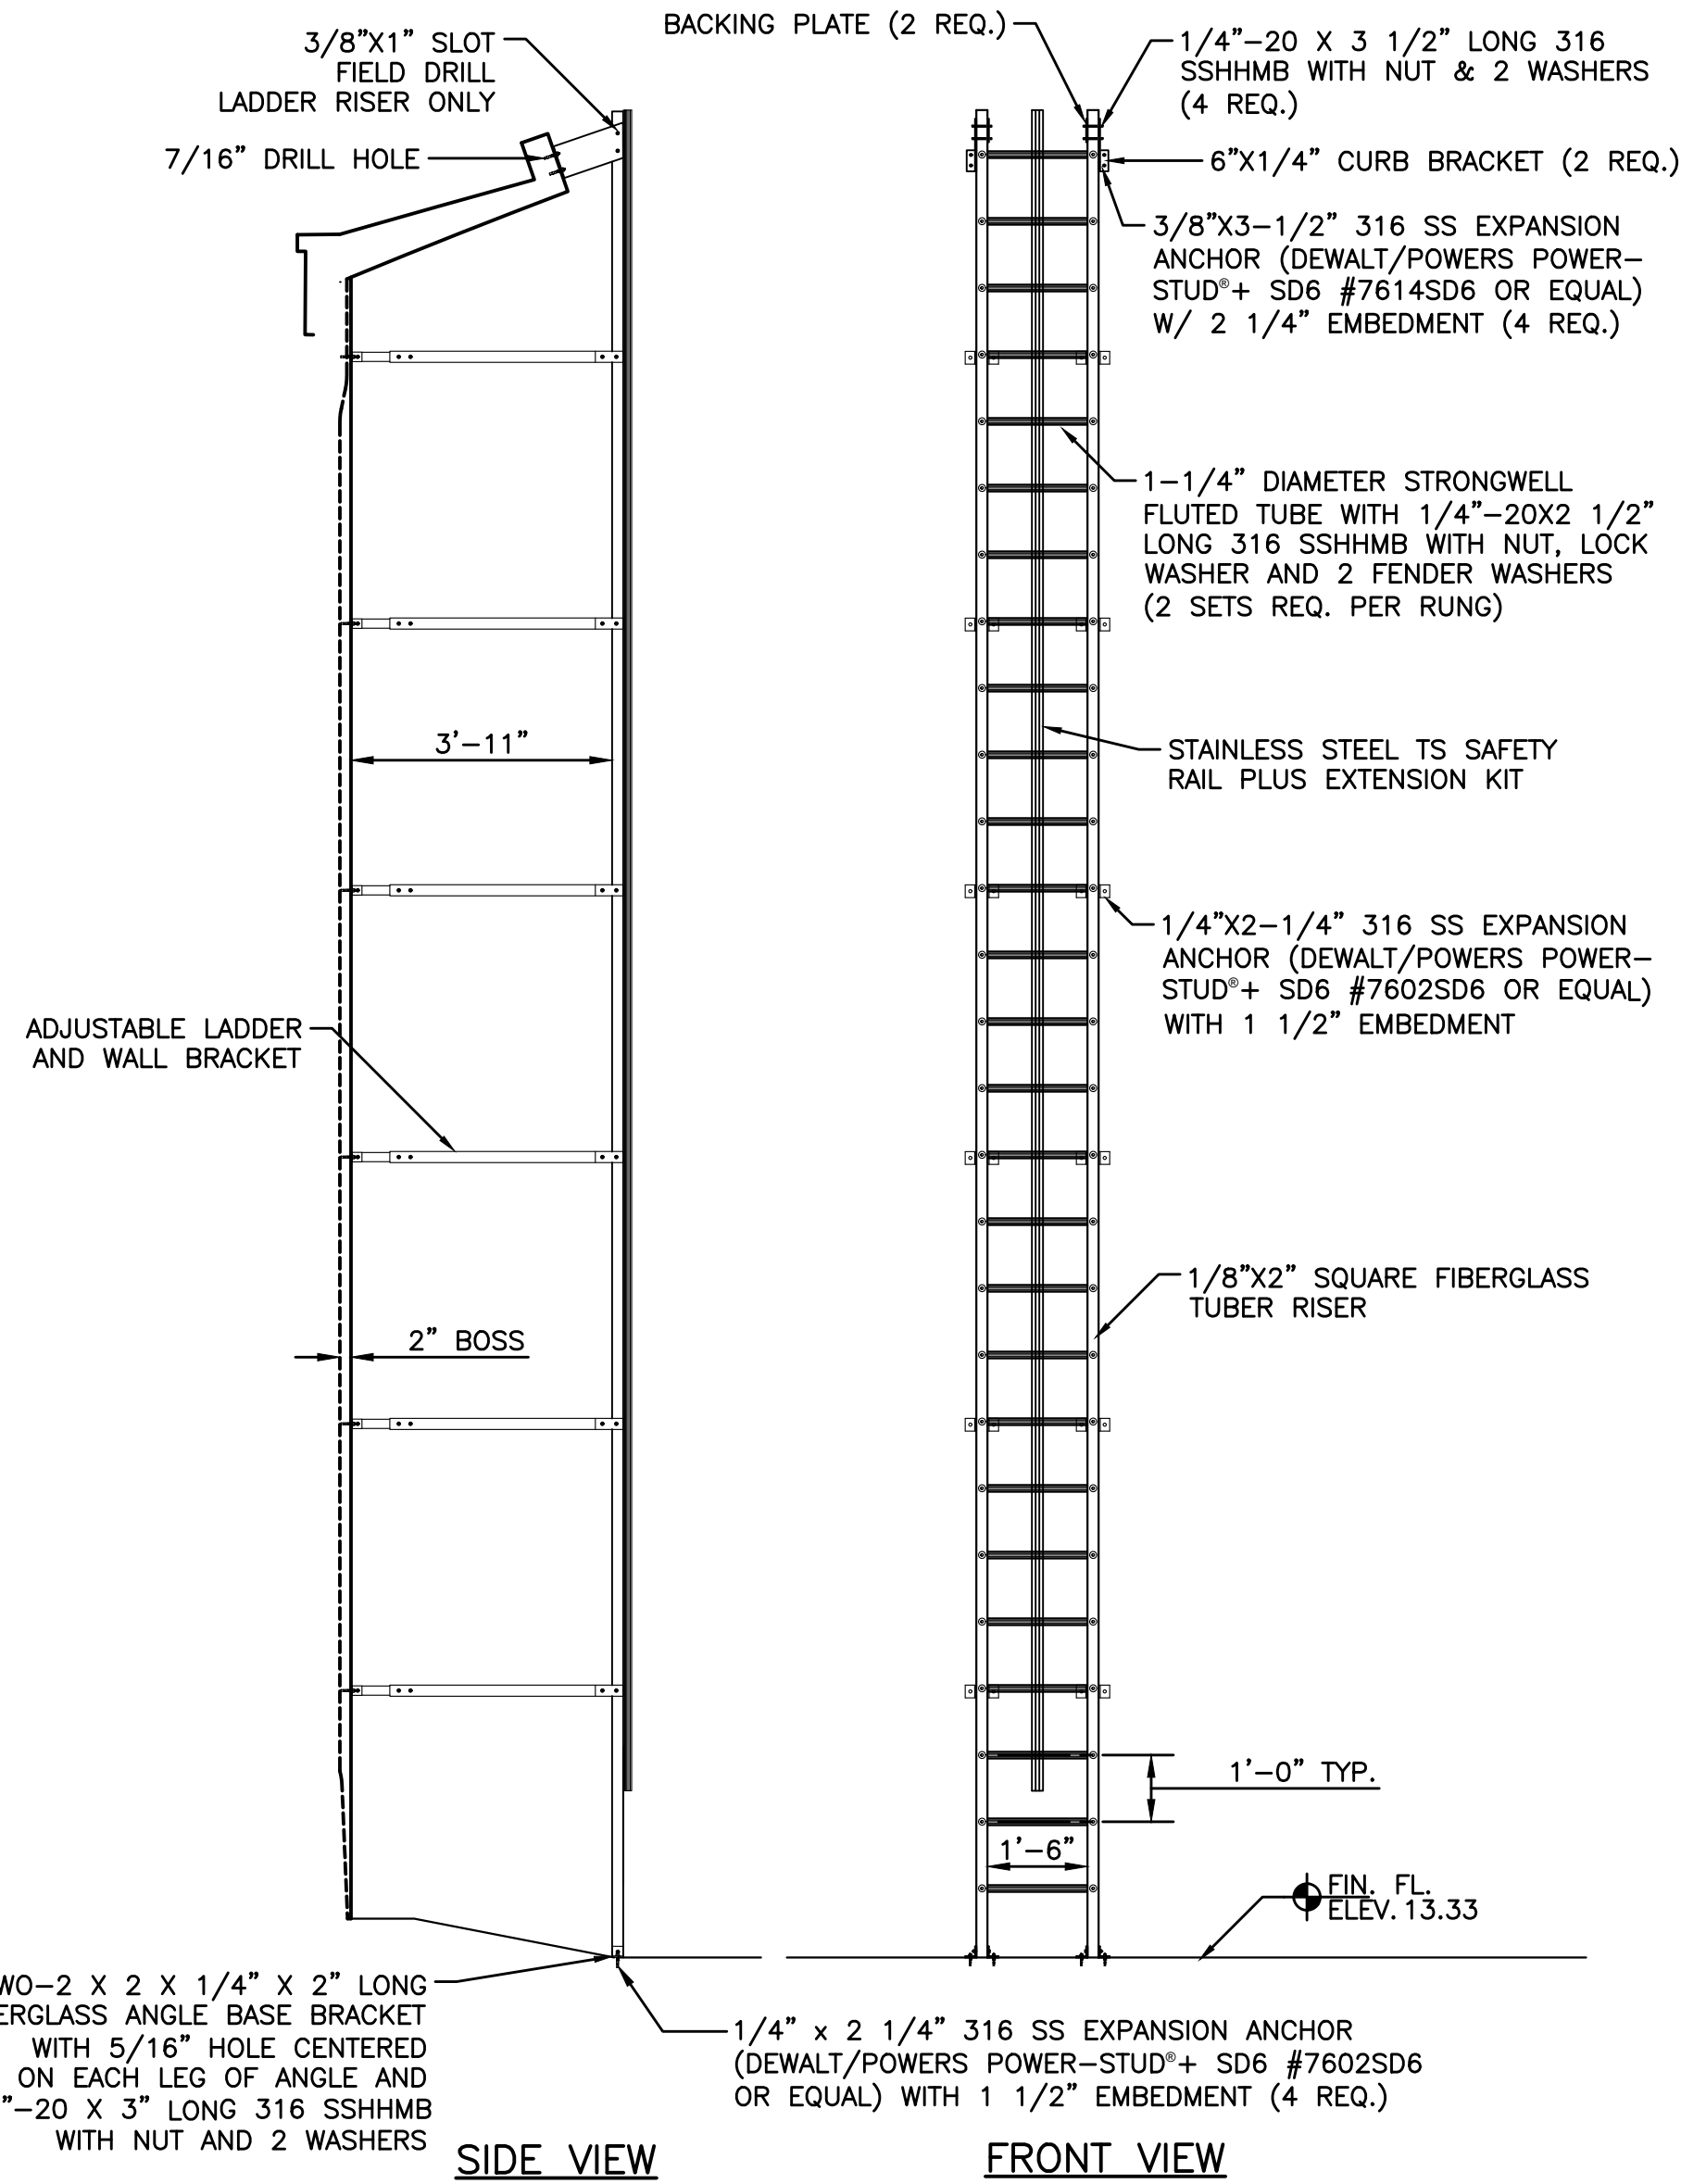 BACKING PLATE (2 REQ.)
3/8"X1" SLOT
FIELD DRILL
LADDER RISER ONLY
7/16" DRILL HOLE
1/4"-20 X 3 1/2" LONG 316
SSHHMB WITH NUT & 2 WASHERS
(4 REQ.)
6"X1/4" CURB BRACKET (2 REQ.)
3/8"X3-1/2" 316 SS EXPANSION
ANCHOR (DEWALT/POWERS POWER-
STUD®+ SD6 #7614SD6 OR EQUAL)
W/ 2 1/4" EMBEDMENT (4 REQ.)
1-1/4" DIAMETER STRONGWELL
FLUTED TUBE WITH 1/4"-20X2 1/2"
LONG 316 SSHHMB WITH NUT, LOCK
WASHER AND 2 FENDER WASHERS
(2 SETS REQ. PER RUNG)
3'-11"
STAINLESS STEEL TS SAFETY
RAIL PLUS EXTENSION KIT
1/4"X2-1/4" 316 SS EXPANSION
ANCHOR (DEWALT/POWERS POWER-
STUD®+ SD6 #7602SD6 OR EQUAL)
WITH 1 1/2" EMBEDMENT
ADJUSTABLE LADDER
AND WALL BRACKET
1/8"X2" SQUARE FIBERGLASS
TUBER RISER
2" BOSS
1'-0" TYP.
1'-6"
FIN. FL.
ELEV. 13.33
WO-2 X 2 X 1/4" X 2" LONG
ERGLASS ANGLE BASE BRACKET
WITH 5/16" HOLE CENTERED
ON EACH LEG OF ANGLE AND
"-20 X 3" LONG 316 SSHHMB
WITH NUT AND 2 WASHERS
1/4" x 2 1/4" 316 SS EXPANSION ANCHOR
(DEWALT/POWERS POWER-STUD®+ SD6 #7602SD6
OR EQUAL) WITH 1 1/2" EMBEDMENT (4 REQ.)
SIDE VIEW
FRONT VIEW